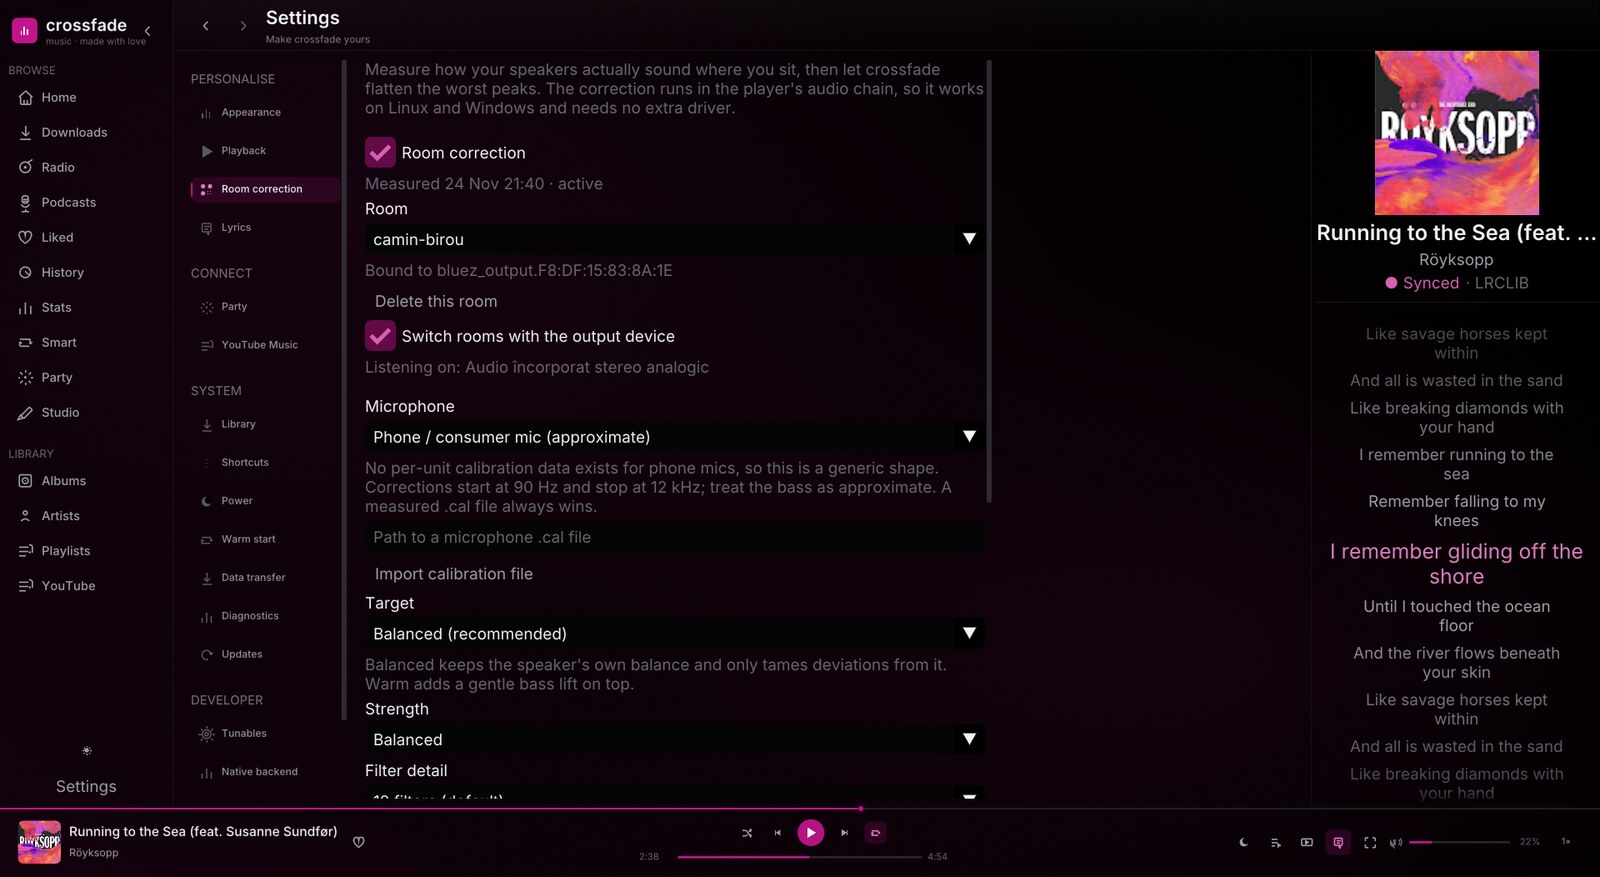 crossfade
music · made with love
BROWSE
Home
Downloads
Radio
Podcasts
Liked
History
Stats
Smart
Party
Studio
LIBRARY
Albums
Artists
Playlists
YouTube
Settings
Settings
Make crossfade yours
PERSONALISE
Appearance
Playback
Room correction
Lyrics
CONNECT
Party
YouTube Music
SYSTEM
Library
Shortcuts
Power
Warm start
Data transfer
Diagnostics
Updates
DEVELOPER
Tunables
Native backend
Measure how your speakers actually sound where you sit, then let crossfade
flatten the worst peaks. The correction runs in the player's audio chain, so it works
on Linux and Windows and needs no extra driver.
Room correction
Measured 24 Nov 21:40 · active
Room
camin-birou
Bound to bluez_output.F8:DF:15:83:8A:1E
Delete this room
Switch rooms with the output device
Listening on: Audio încorporat stereo analogic
Microphone
Phone / consumer mic (approximate)
No per-unit calibration data exists for phone mics, so this is a generic shape.
Corrections start at 90 Hz and stop at 12 kHz; treat the bass as approximate. A
measured .cal file always wins.
Path to a microphone .cal file
Import calibration file
Target
Balanced (recommended)
Balanced keeps the speaker's own balance and only tames deviations from it.
Warm adds a gentle bass lift on top.
Strength
Balanced
Filter detail
RÖYKSOPP
Running to the Sea (feat. ...
Röyksopp
Synced · LRCLIB
Like savage horses kept
within
And all is wasted in the sand
Like breaking diamonds with
your hand
I remember running to the
sea
Remember falling to my
knees
I remember gliding off the
shore
Until I touched the ocean
floor
And the river flows beneath
your skin
Like savage horses kept
within
And all is wasted in the sand
Like breaking diamonds with
your hand
RÖYKSOPP
Running to the Sea (feat. Susanne Sundfør)
Röyksopp
2:38
4:54
22%
1×